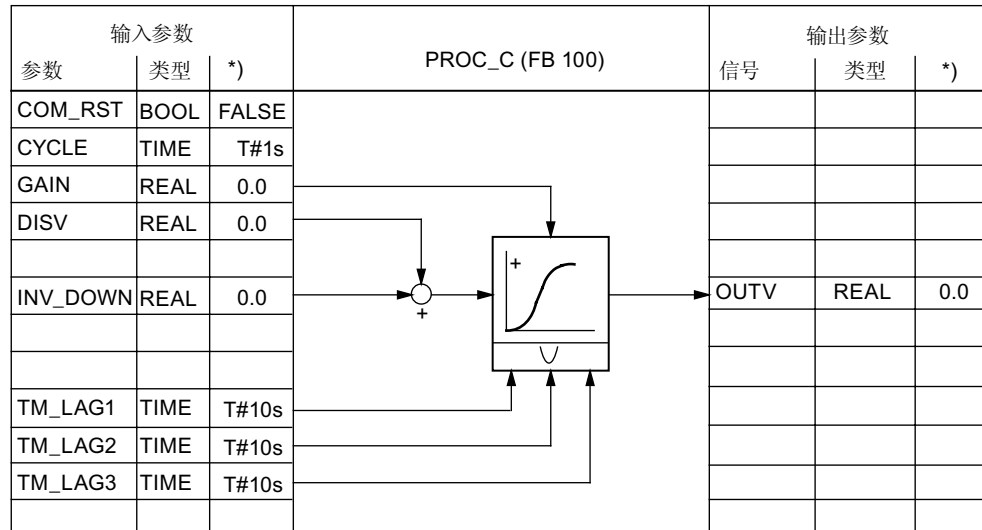 输入参数
PROC_C (FB 100)
输出参数
参数 类型 *)
信号 类型 *)
COM_RST BOOL FALSE
CYCLE TIME T#1s
GAIN REAL 0.0
DISV REAL 0.0
+
INV_DOWN REAL 0.0
OUTV REAL 0.0
+
TM_LAG1 TIME T#10s
TM_LAG2 TIME T#10s
TM_LAG3 TIME T#10s